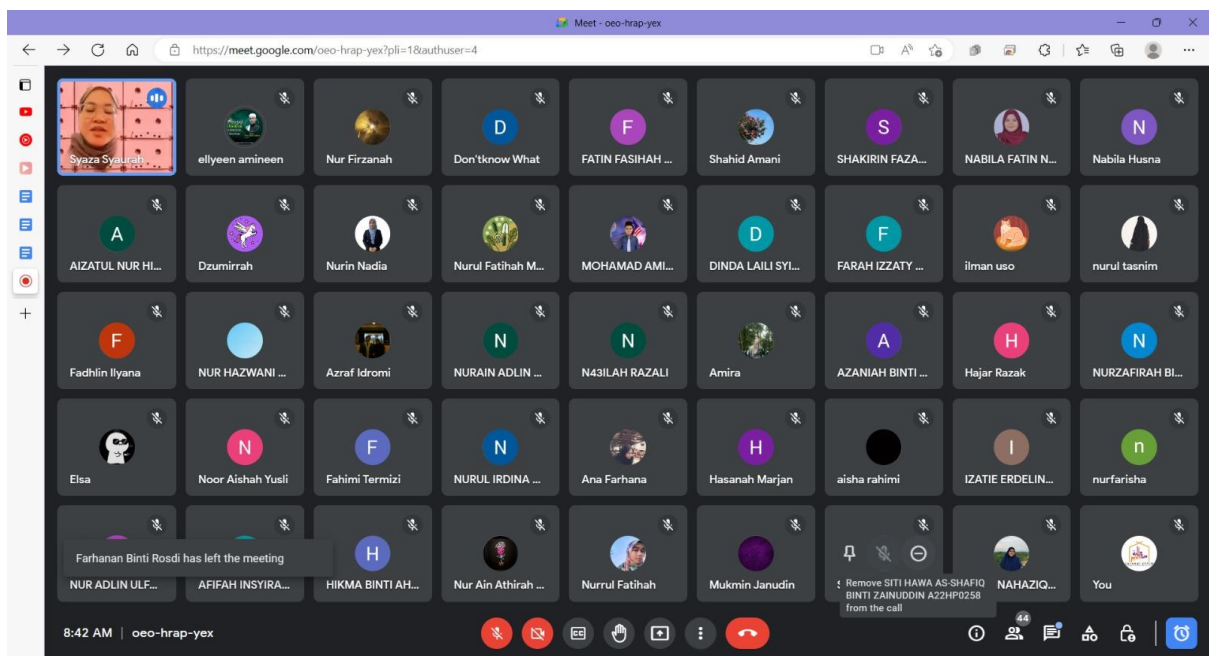 Meet - oeo-hrap-yex
https://meet.google.com/oeo-hrap-yex?pli=1&authuser=4
Syaza Syaurah
ellyeen amineen
Nur Firzanah
D
Don'tknow What
F
FATIN FASIHAH ...
Shahid Amani
S
SHAKIRIN FAZA...
NABILA FATIN N...
N
Nabila Husna
A
AIZATUL NUR HI...
Dzumirrah
Nurin Nadia
Nurul Fatihah M...
MOHAMAD AMI...
D
DINDA LAILI SYI...
F
FARAH IZZATY ...
ilman uso
nurul tasnim
F
Fadhlin Ilyana
NUR HAZWANI ...
Azraf Idromi
N
NURAIN ADLIN ...
N
N43ILAH RAZALI
Amira
A
AZANIAH BINTI ...
H
Hajar Razak
N
NURZAFIRAH BI...
Elsa
N
Noor Aishah Yusli
F
Fahimi Termizi
N
NURUL IRDINA ...
Ana Farhana
H
Hasanah Marjan
aisha rahimi
I
IZATIE ERDELIN...
n
nurfarisha
Farhanan Binti Rosdi has left the meeting
NUR ADLIN ULF...
AFIFAH INSYIRA...
H
HIKMA BINTI AH...
Nur Ain Athirah ...
Nurrul Fatihah
Mukmin Janudin
Remove SITI HAWA AS-SHAFIQ
BINTI ZAINUDDIN A22HP0258
from the call
NAHAZIQ...
You
8:42 AM | oeo-hrap-yex
CC
44